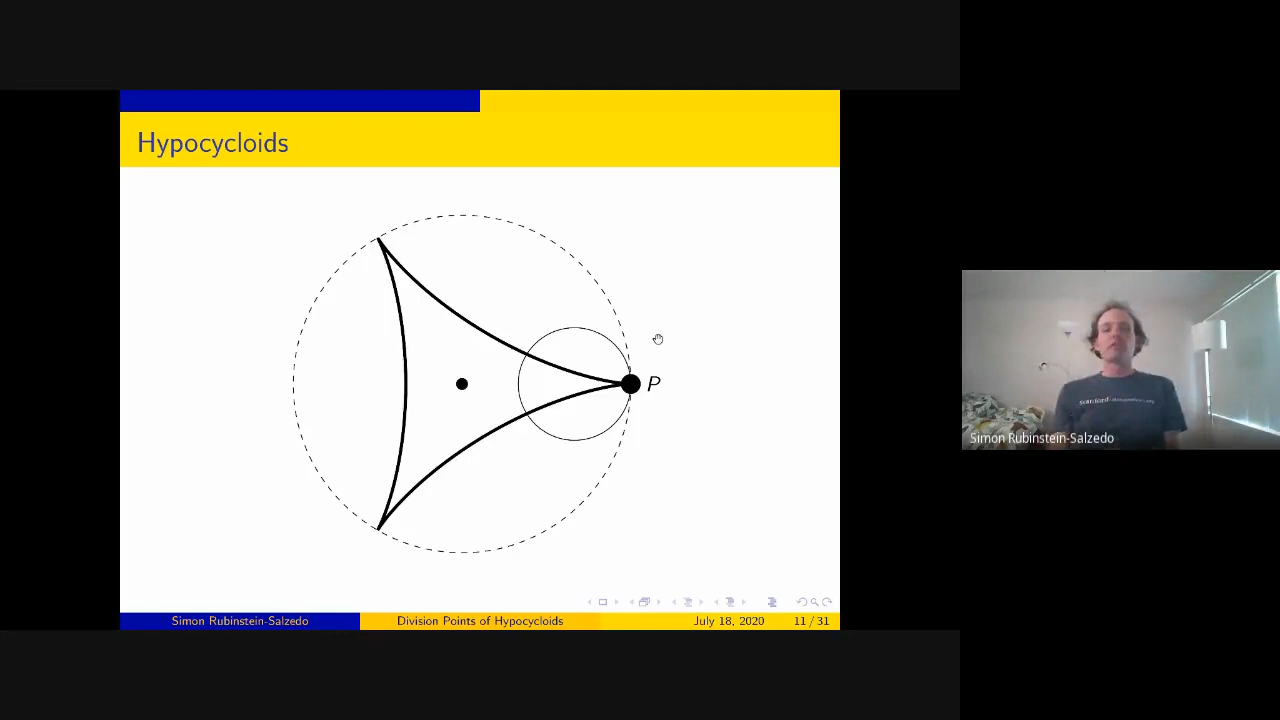 Hypocycloids
P
Simon Rubinstein-Salzedo
Simon Rubinstein-Salzedo
Division Points of Hypocycloids
July 18, 2020
11 / 31